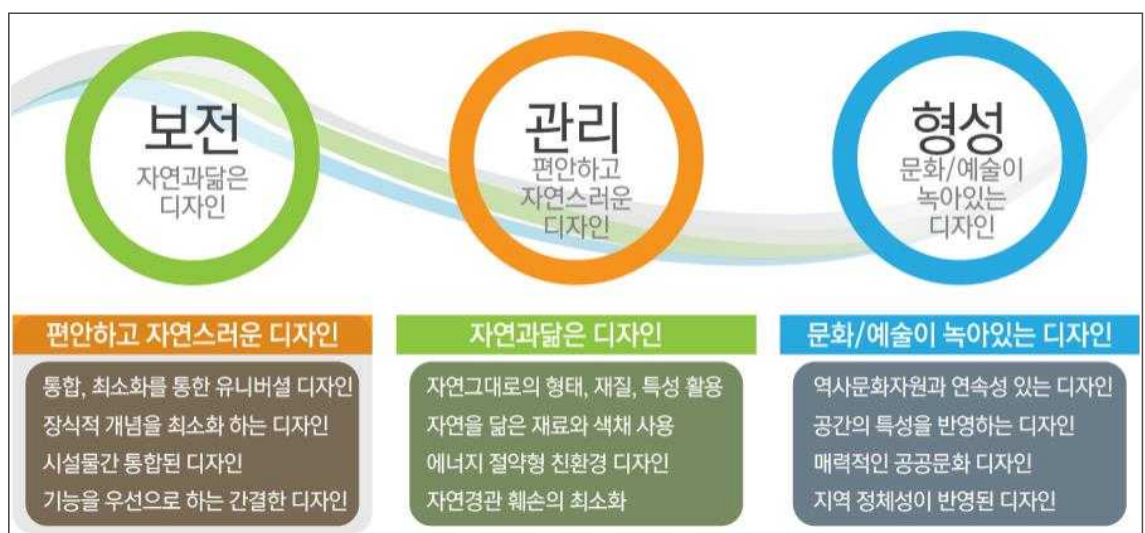 보전
자연과닮은
디자인
관리
편안하고
자연스러운
디자인
형성
문화/예술이
녹아있는
디자인
편안하고 자연스러운 디자인
통합, 최소화를 통한 유니버셜 디자인
장식적 개념을 최소화 하는 디자인
시설물간 통합된 디자인
기능을 우선으로 하는 간결한 디자인
자연과닮은 디자인
자연그대로의 형태, 재질, 특성 활용
자연을 닮은 재료와 색채 사용
에너지 절약형 친환경 디자인
자연경관 훼손의 최소화
문화/예술이 녹아있는 디자인
역사문화자원과 연속성 있는 디자인
공간의 특성을 반영하는 디자인
매력적인 공공문화 디자인
지역 정체성이 반영된 디자인